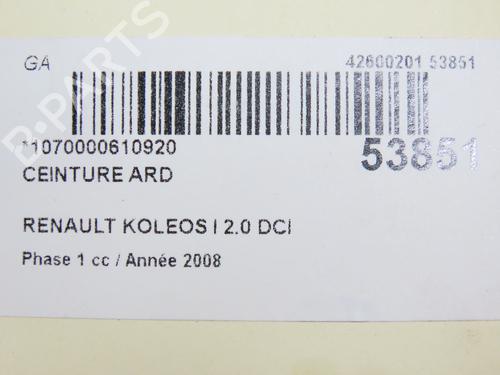 GA
42600201 53851
*1070000610920
53851
CEINTURE ARD
RENAULT KOLEOS I 2.0 DCI
Phase 1 cc / Année 2008
B-PARTS